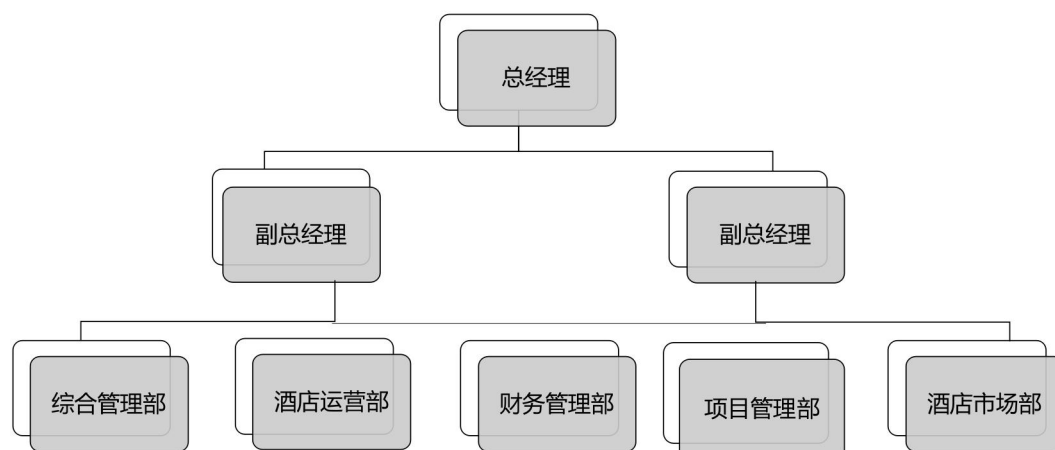 总经理
副总经理
副总经理
综合管理部
酒店运营部
财务管理部
项目管理部
酒店市场部